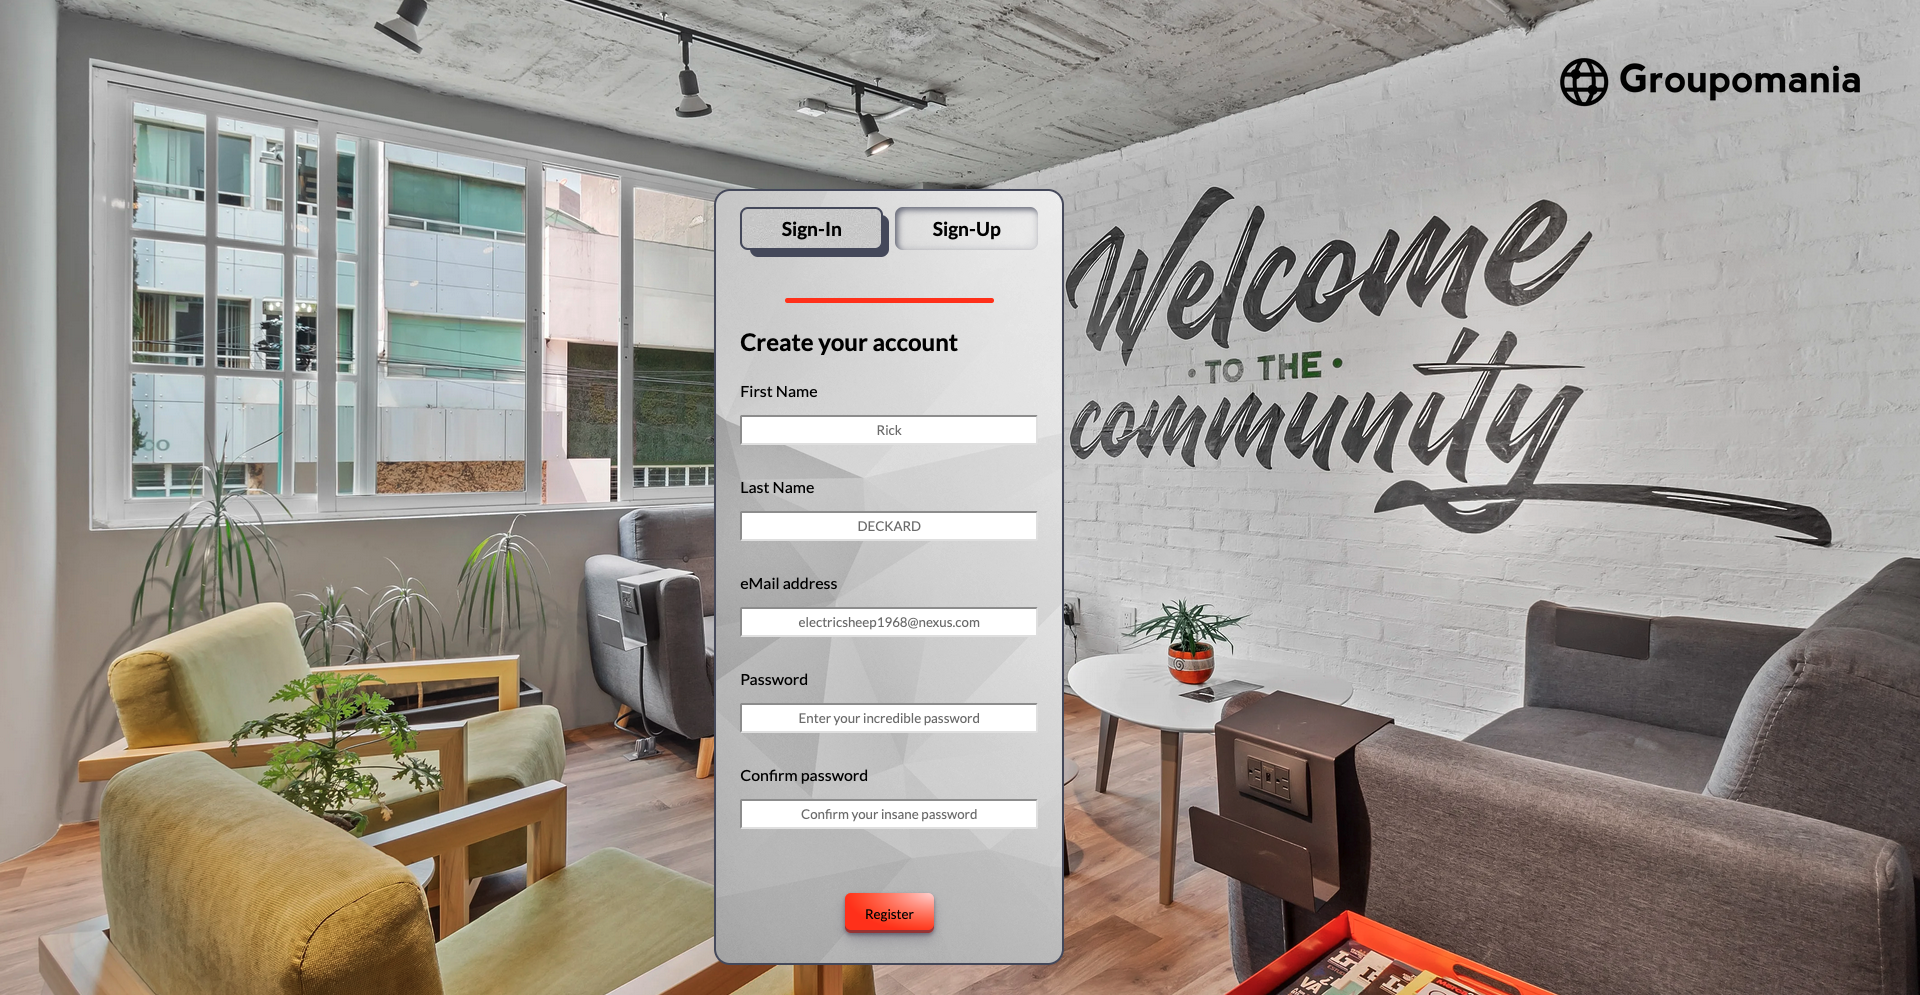 Groupomania
Welcome
• TO THE •
community
Sign-In
Sign-Up
Create your account
First Name
Rick
Last Name
DECKARD
eMail address
electricsheep1968@nexus.com
Password
Enter your incredible password
Confirm password
Confirm your insane password
Register